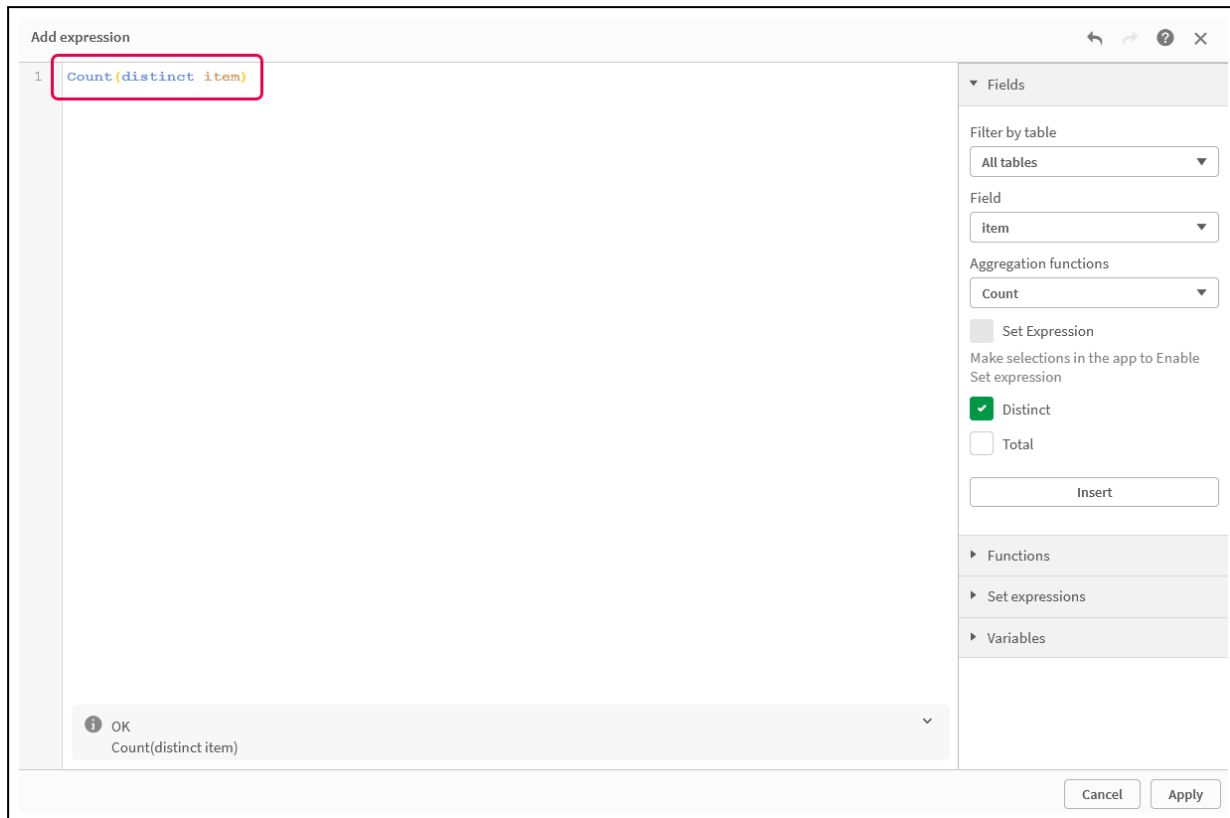 Add expression
1 Count(distinct item)
Fields
Filter by table
All tables
Field
item
Aggregation functions
Count
Set Expression
Make selections in the app to Enable
Set expression
Distinct
Total
Insert
Functions
Set expressions
Variables
OK
Count(distinct item)
Cancel Apply